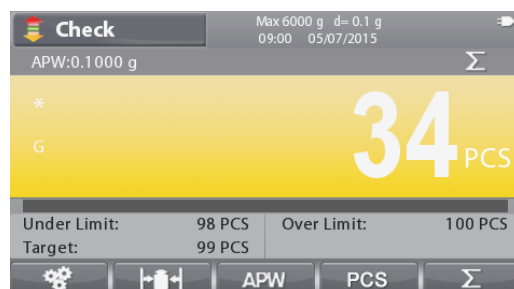 Check
Max 6000 g d= 0.1 g
09:00 05/07/2015
APW:0.1000 g Σ
*
G
34 PCS
Under Limit: 98 PCS Over Limit: 100 PCS
Target: 99 PCS
APW PCS Σ